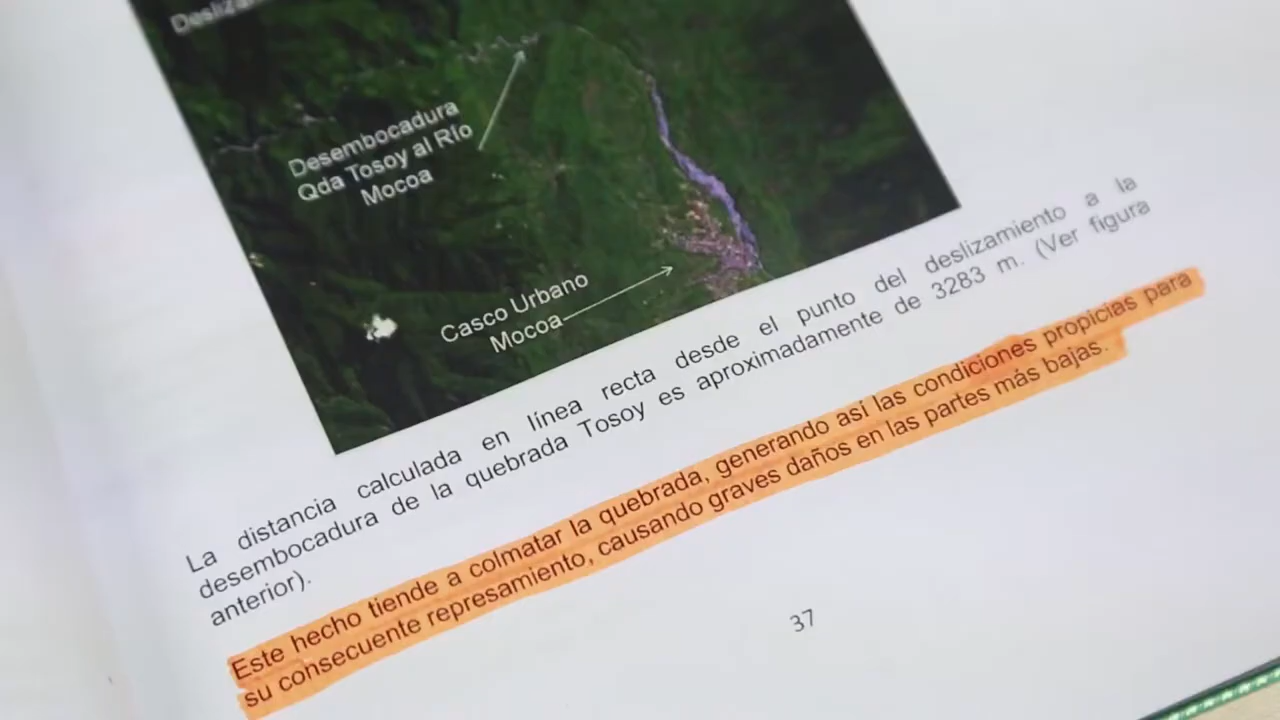 Desembocadura
Qda Tosoy al Río
Mocoa
Casco Urbano
Mocoa
La distancia calculada en línea recta desde el punto del deslizamiento a la
desembocadura de la quebrada Tosoy es aproximadamente de 3283 m. (Ver figura
anterior).
Este hecho tiende a colmatar la quebrada, generando así las condiciones propicias para
su consecuente represamiento, causando graves daños en las partes más bajas.
37